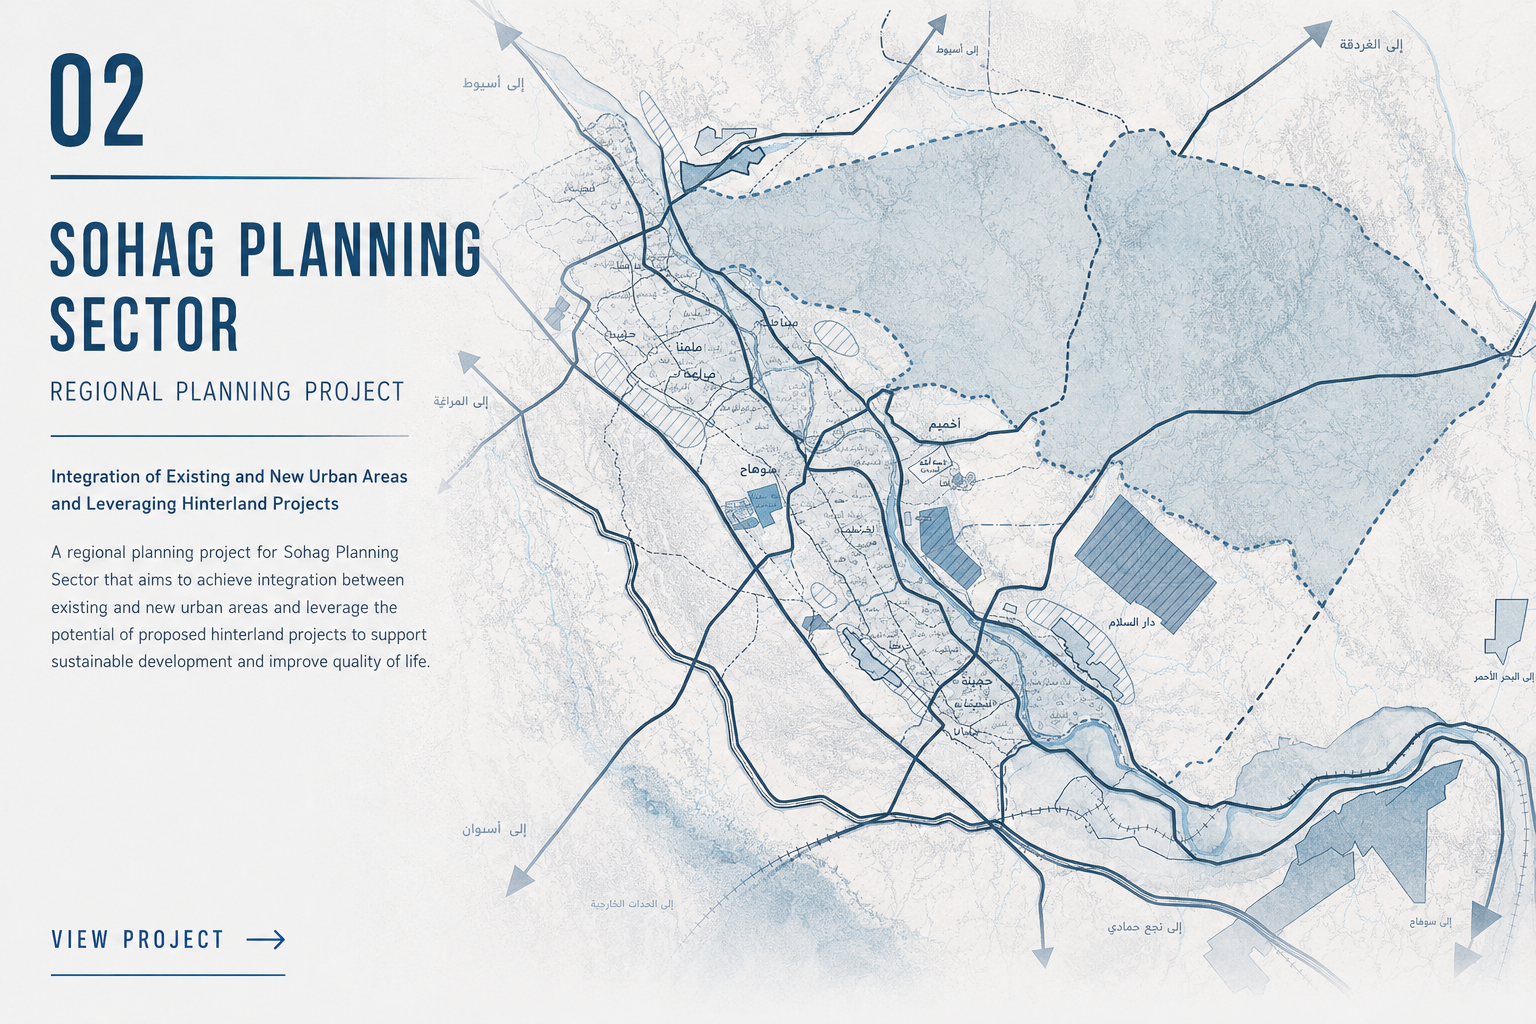 02
SOHAG PLANNING
SECTOR
REGIONAL PLANNING PROJECT
Integration of Existing and New Urban Areas
and Leveraging Hinterland Projects
A regional planning project for Sohag Planning
Sector that aims to achieve integration between
existing and new urban areas and leverage the
potential of proposed hinterland projects to support
sustainable development and improve quality of life.
VIEW PROJECT
إلى أسيوط
إلى أسيوط
إلى الغردقة
ملمنا
إلى المراغية
أخميم
سوهاج
دار السلام
إلى البحر الأحمر
حجينة
إلى أسوان
إلى الحدات الخارجية
إلى نجع حمادي
إلى سوهاج